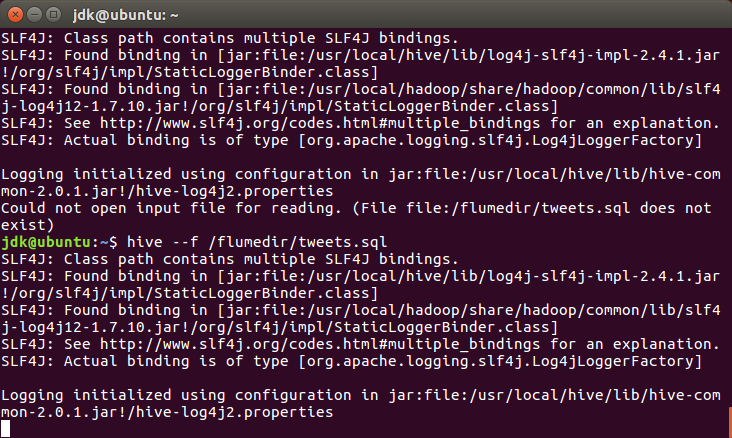 jdk@ubuntu: ~
SLF4J: Class path contains multiple SLF4J bindings.
SLF4J: Found binding in [jar:file:/usr/local/hive/lib/log4j-slf4j-impl-2.4.1.jar
!/org/slf4j/impl/StaticLoggerBinder.class]
SLF4J: Found binding in [jar:file:/usr/local/hadoop/share/hadoop/common/lib/slf4
j-log4j12-1.7.10.jar!/org/slf4j/impl/StaticLoggerBinder.class]
SLF4J: See http://www.slf4j.org/codes.html#multiple_bindings for an explanation.
SLF4J: Actual binding is of type [org.apache.logging.slf4j.Log4jLoggerFactory]
Logging initialized using configuration in jar:file:/usr/local/hive/lib/hive-com
mon-2.0.1.jar!/hive-log4j2.properties
Could not open input file for reading. (File file:/flumedir/tweets.sql does not
exist)
jdk@ubuntu:~$ hive --f /flumedir/tweets.sql
SLF4J: Class path contains multiple SLF4J bindings.
SLF4J: Found binding in [jar:file:/usr/local/hive/lib/log4j-slf4j-impl-2.4.1.jar
!/org/slf4j/impl/StaticLoggerBinder.class]
SLF4J: Found binding in [jar:file:/usr/local/hadoop/share/hadoop/common/lib/slf4
j-log4j12-1.7.10.jar!/org/slf4j/impl/StaticLoggerBinder.class]
SLF4J: See http://www.slf4j.org/codes.html#multiple_bindings for an explanation.
SLF4J: Actual binding is of type [org.apache.logging.slf4j.Log4jLoggerFactory]
Logging initialized using configuration in jar:file:/usr/local/hive/lib/hive-com
mon-2.0.1.jar!/hive-log4j2.properties